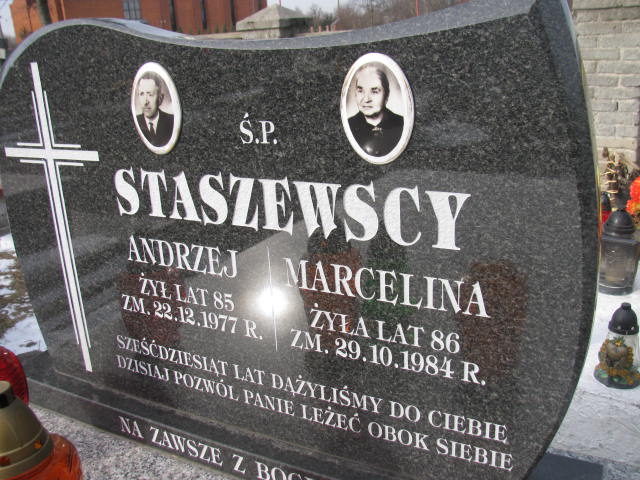 Ś.P.
STASZEWSCY
ANDRZEJ
ŻYŁ LAT 85
ZM. 22.12.1977 R.
MARCELINA
ŻYŁA LAT 86
ZM. 29.10.1984 R.
SZEŚĆDZIESIĄT LAT DĄŻYLIŚMY DO CIEBIE
DZISIAJ POZWÓL PANIE LEŻEĆ OBOK SIEBIE
NA ZAWSZE Z